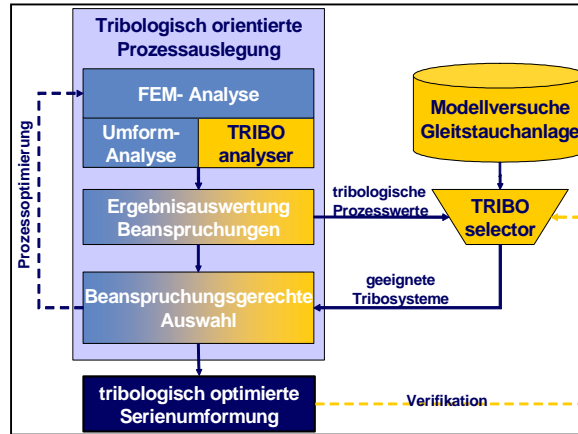 Tribologisch orientierte
Prozessauslegung
FEM- Analyse
Umform-
Analyse
TRIBO
analyser
Ergebnisauswertung
Beanspruchungen
Beanspruchungsgerechte
Auswahl
tribologisch optimierte
Serienumformung
Prozessoptimierung
Modellversuche
Gleitstauchanlage
tribologische
Prozesswerte
TRIBO
selector
geeignete
Tribosysteme
Verifikation